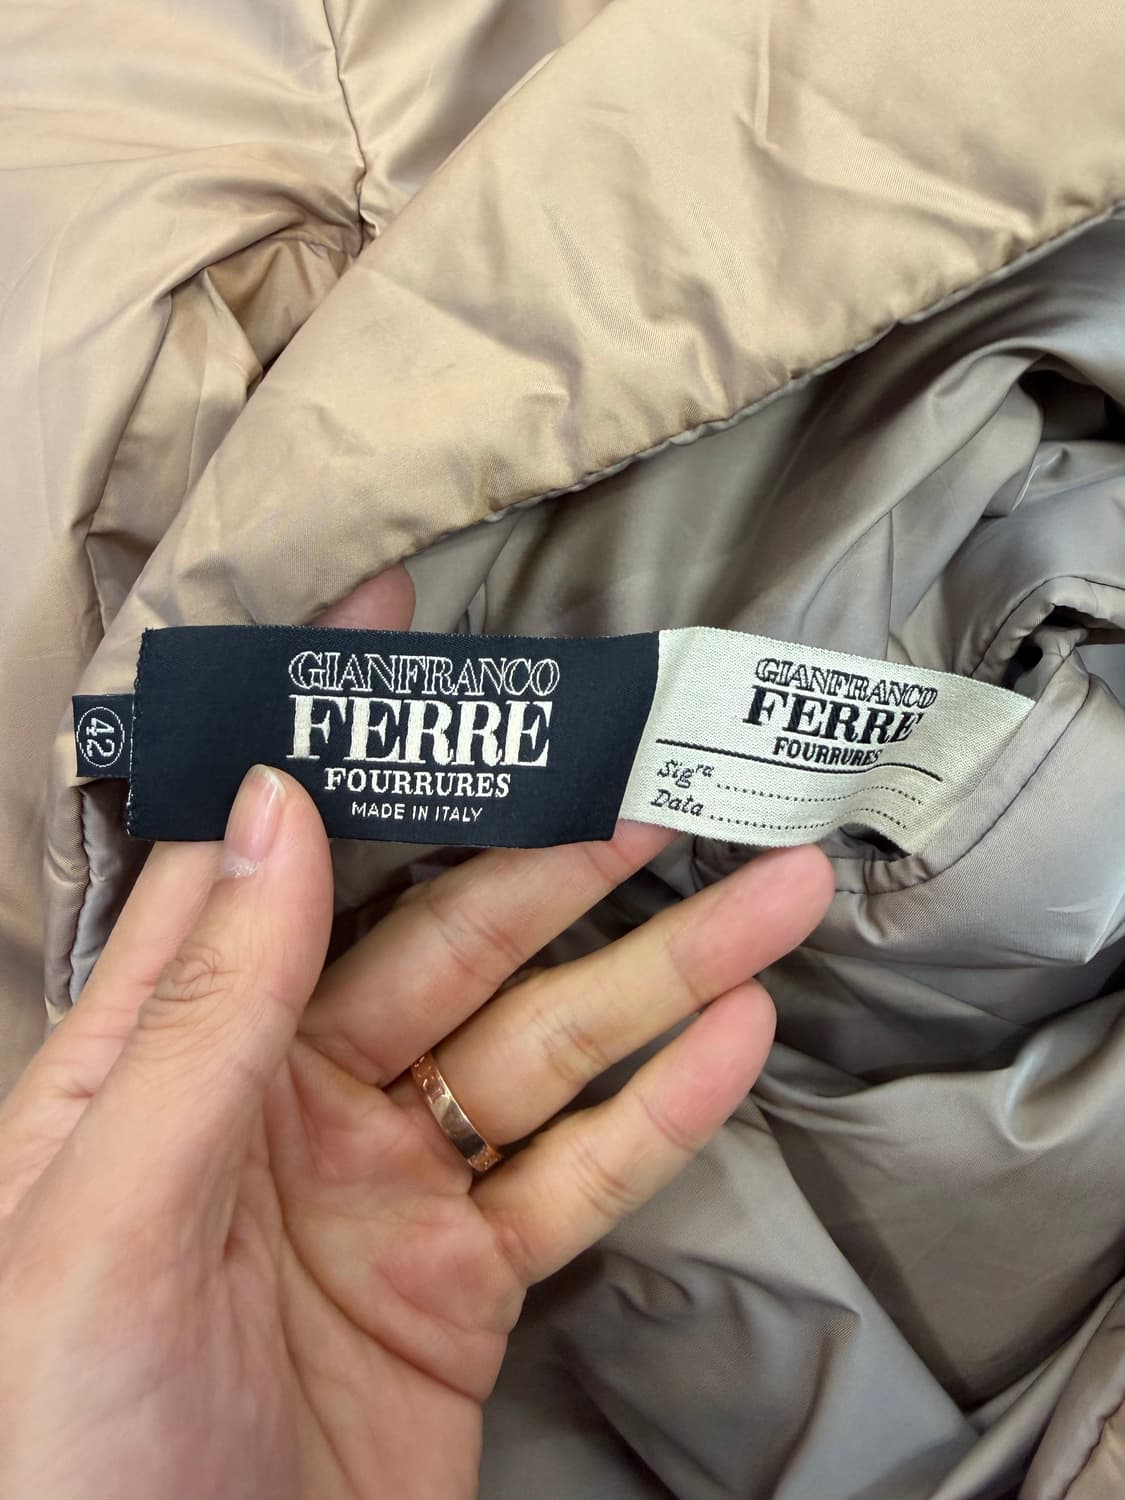 42
GIANFRANCO
FERRE
FOURRURES
MADE IN ITALY
GIANFRANCO
FERRE
FOURRURES
Sig.ra
Data